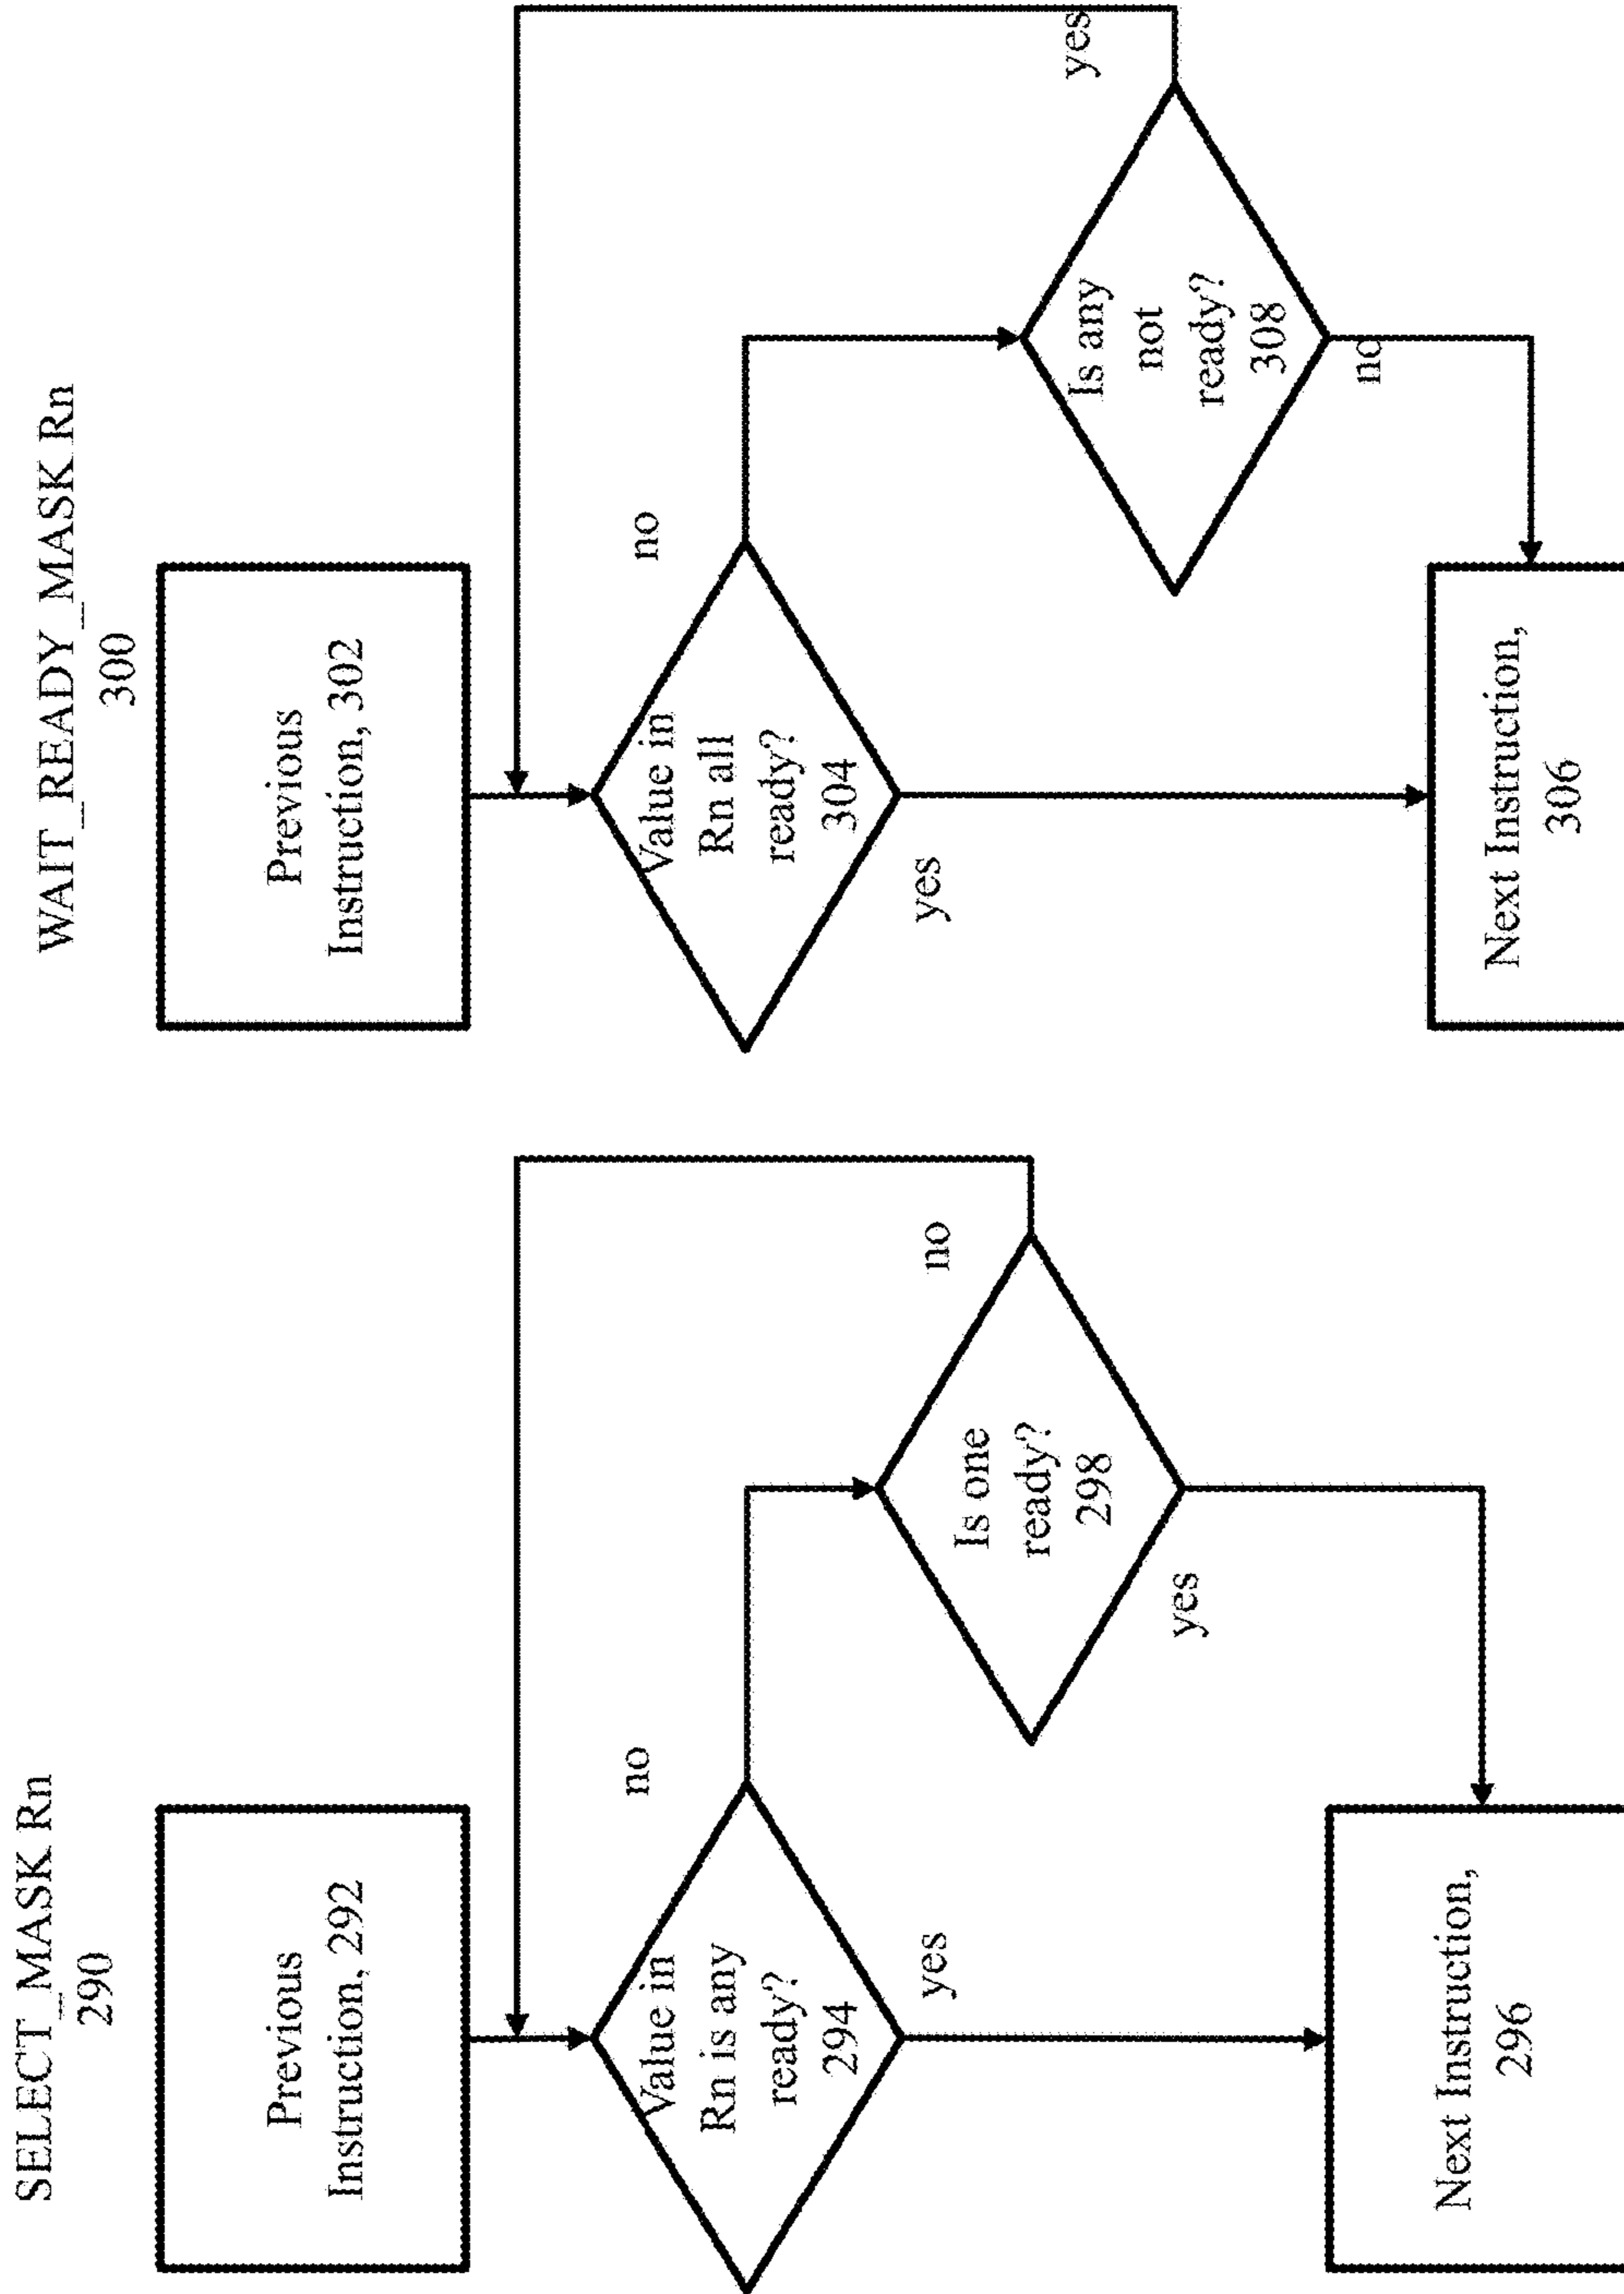 SELECT_MASK Rn
290
Previous
Instruction, 292
Value in
Rn is any
ready?
294
no
yes
Is one
ready?
298
no
yes
Next Instruction,
296
WAIT_READY_MASK Rn
300
Previous
Instruction, 302
Value in
Rn all
ready?
304
no
yes
Is any
not
ready?
308
yes
no
Next Instruction,
306